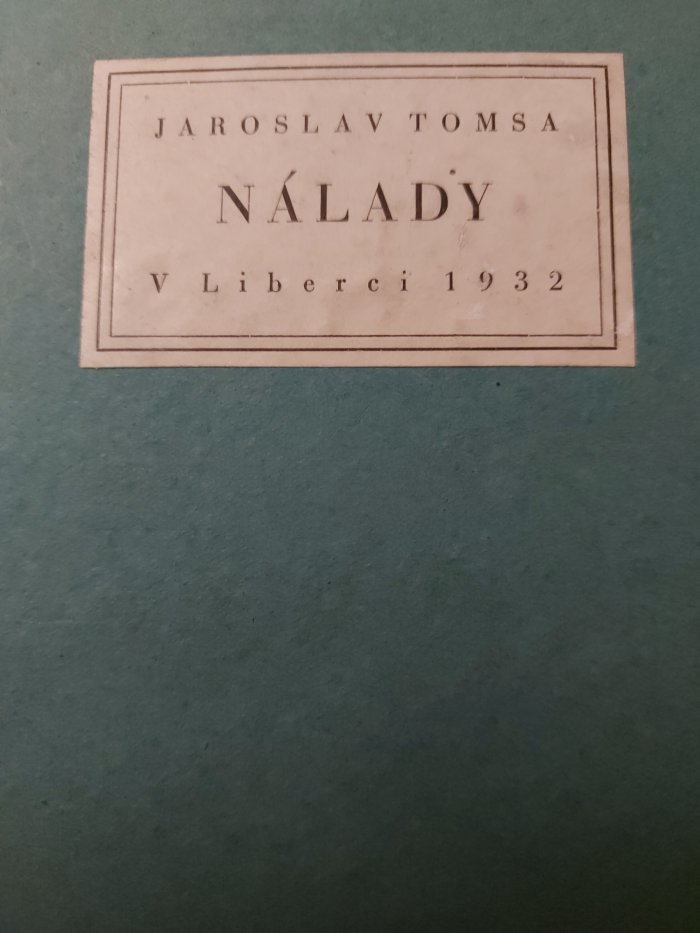 JAROSLAV TOMSA
NÁLADY
V Liberci 1932